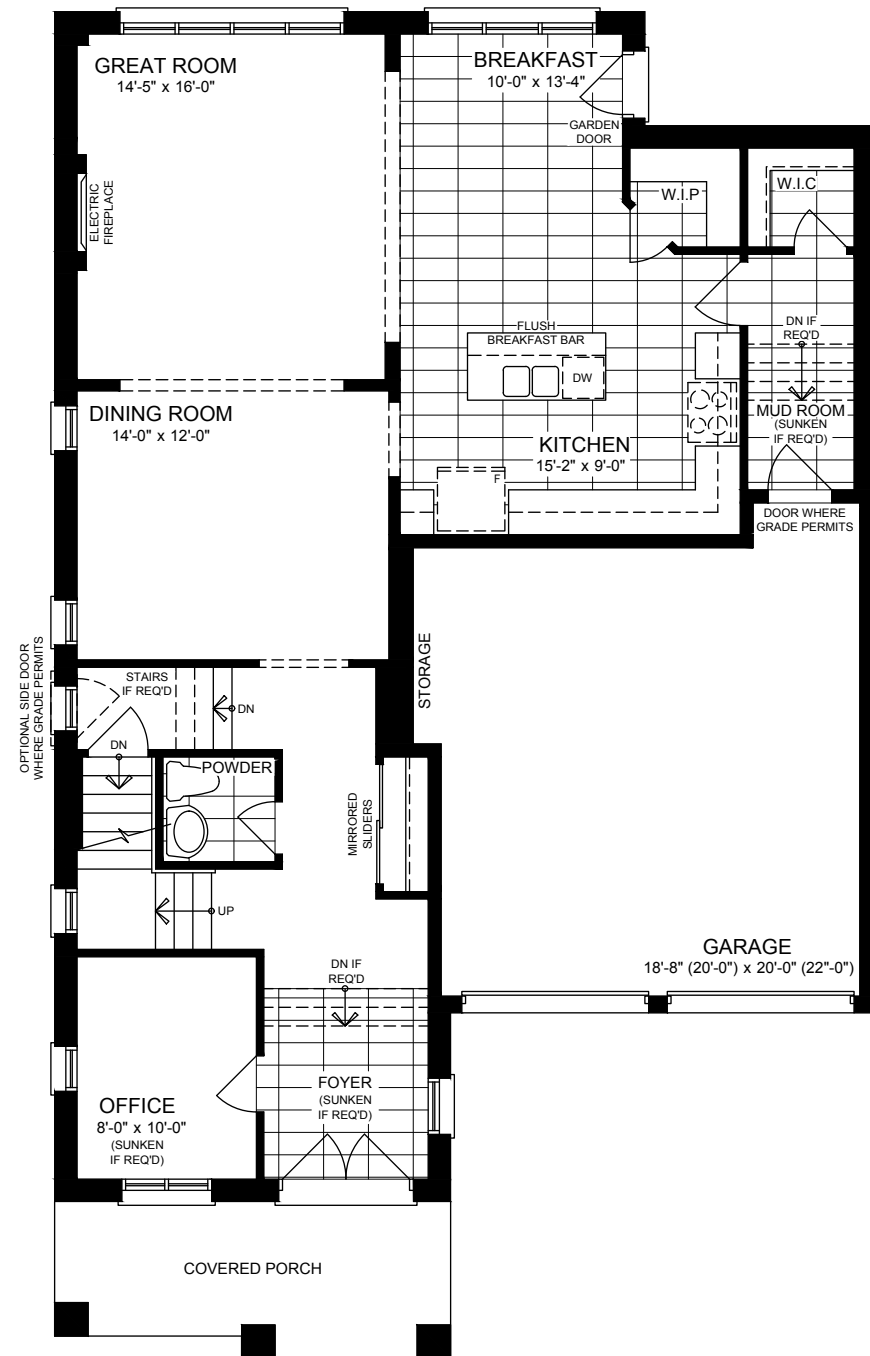 GREAT ROOM
14'-5" x 16'-0"
BREAKFAST
10'-0" x 13'-4"
GARDEN
DOOR
W.I.P
W.I.C
ELECTRIC
FIREPLACE
FLUSH
BREAKFAST BAR
DW
DN IF
REQ'D
MUD ROOM
(SUNKEN
IF REQ'D)
DINING ROOM
14'-0" x 12'-0"
KITCHEN
15'-2" x 9'-0"
F
DOOR WHERE
GRADE PERMITS
OPTIONAL SIDE DOOR
WHERE GRADE PERMITS
STAIRS
IF REQ'D
DN
STORAGE
DN
POWDER
MIRRORED
SLIDERS
UP
GARAGE
18'-8" (20'-0") x 20'-0" (22"-0")
DN IF
REQ'D
FOYER
(SUNKEN
IF REQ'D)
OFFICE
8'-0" x 10'-0"
(SUNKEN
IF REQ'D)
COVERED PORCH